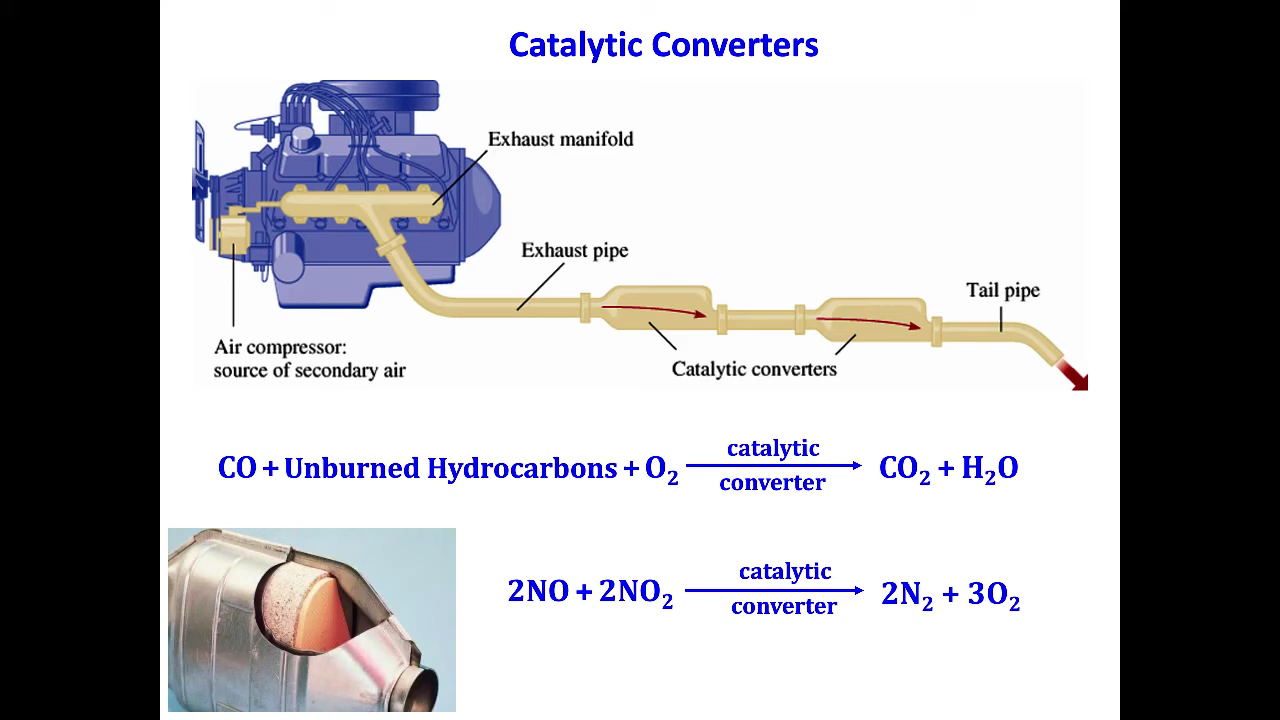 Catalytic Converters
Exhaust manifold
Exhaust pipe
Tail pipe
Air compressor:
source of secondary air
Catalytic converters
CO + Unburned Hydrocarbons + O₂ catalytic converter CO₂ + H₂O
2NO + 2NO₂ catalytic converter 2N₂ + 3O₂